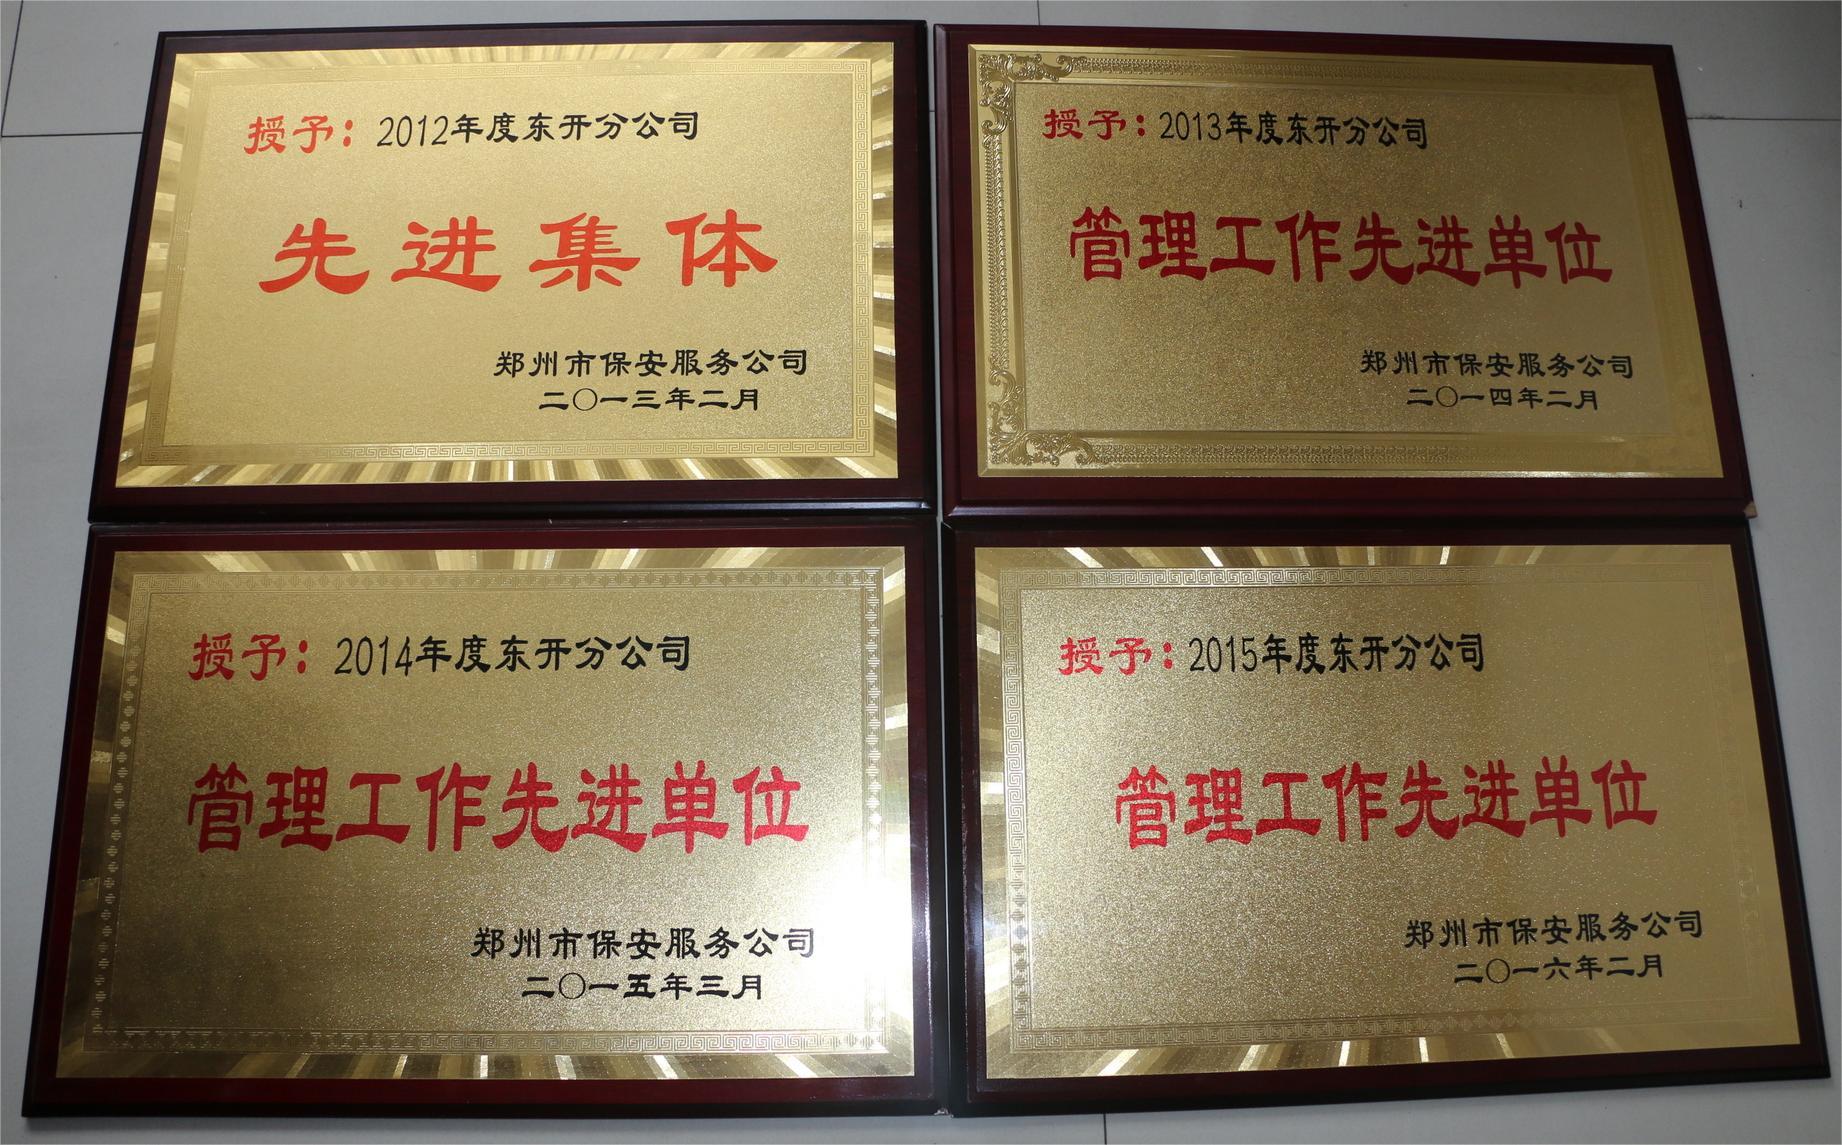 授予：2012年度东开分公司
先进集体
郑州市保安服务公司
二〇一三年二月
授予：2013年度东开分公司
管理工作先进单位
郑州市保安服务公司
二〇一四年二月
授予：2014年度东开分公司
管理工作先进单位
郑州市保安服务公司
二〇一五年三月
授予：2015年度东开分公司
管理工作先进单位
郑州市保安服务公司
二〇一六年二月